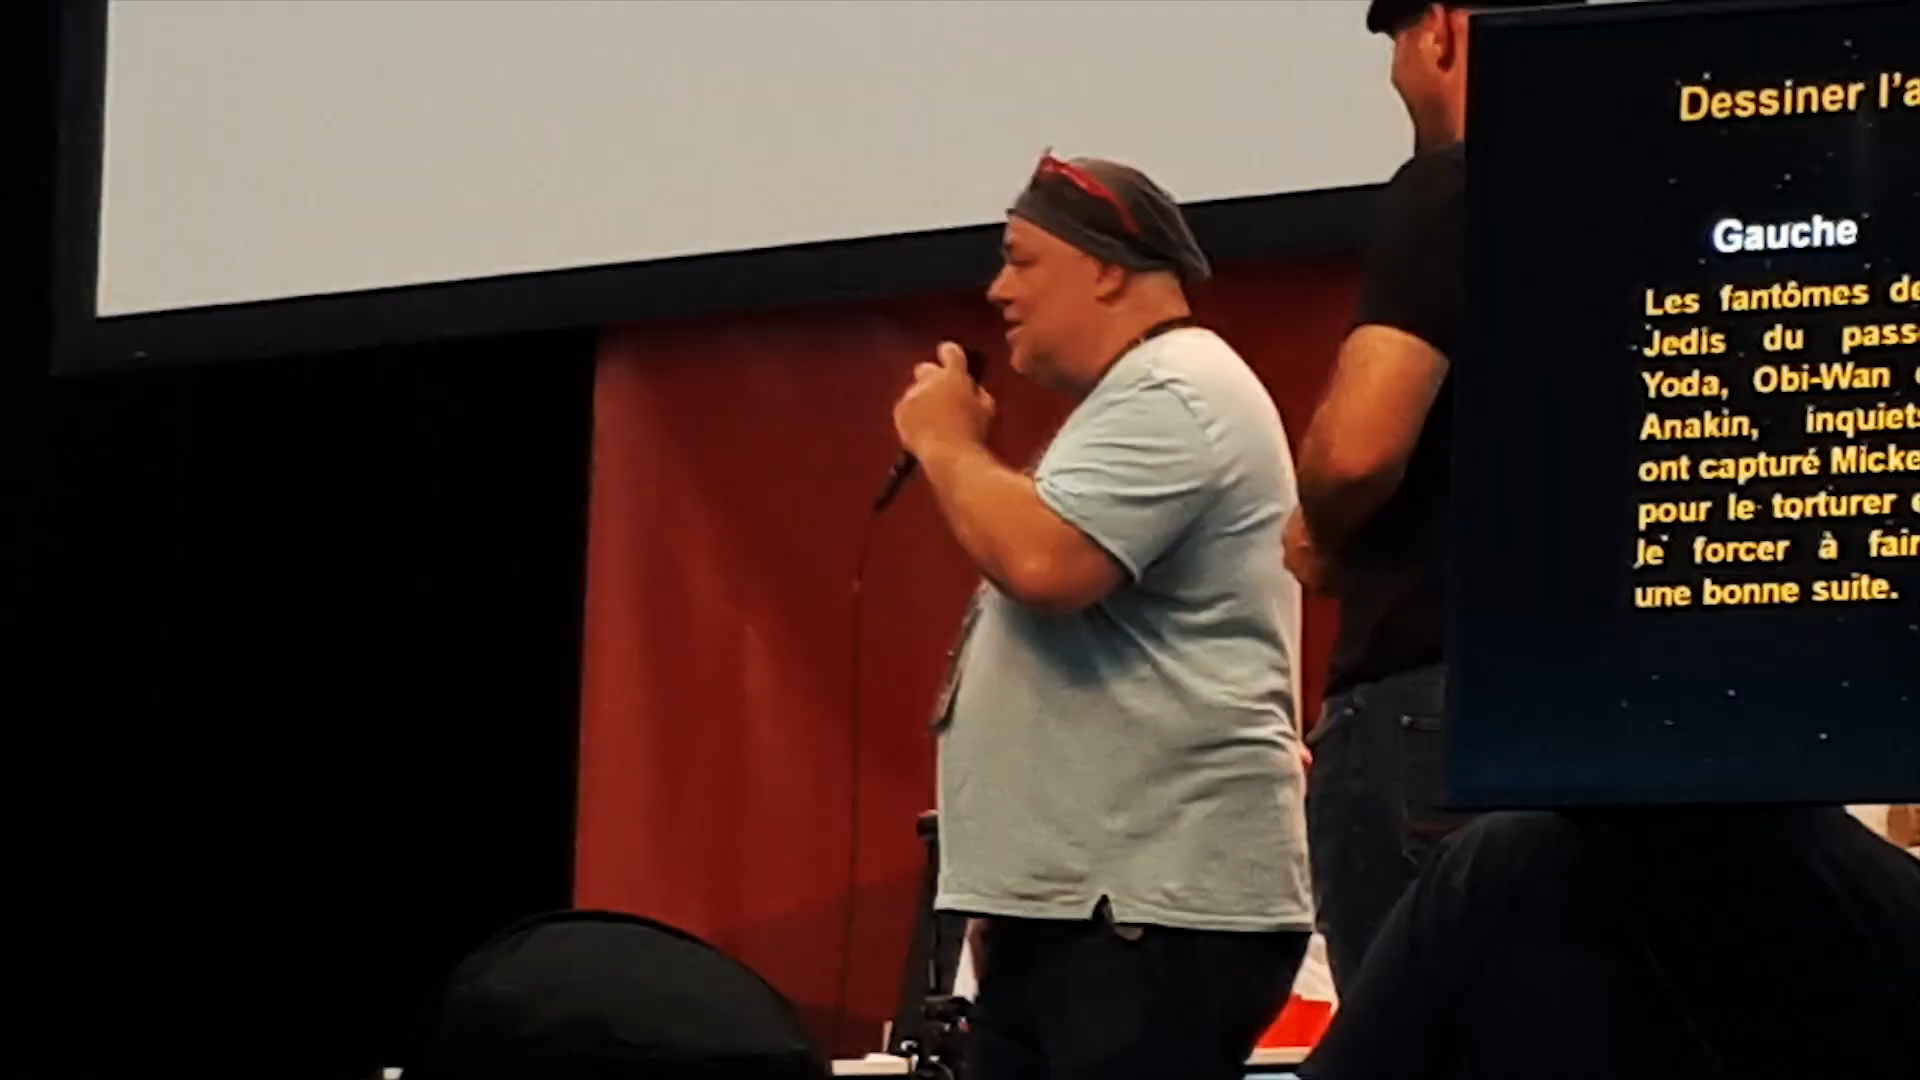 Dessiner l'a
Gauche
Les fantômes de
Jedis du pass
Yoda, Obi-Wan
Anakin, inquiets
ont capturé Micke
pour le torturer
le forcer à fair
une bonne suite.